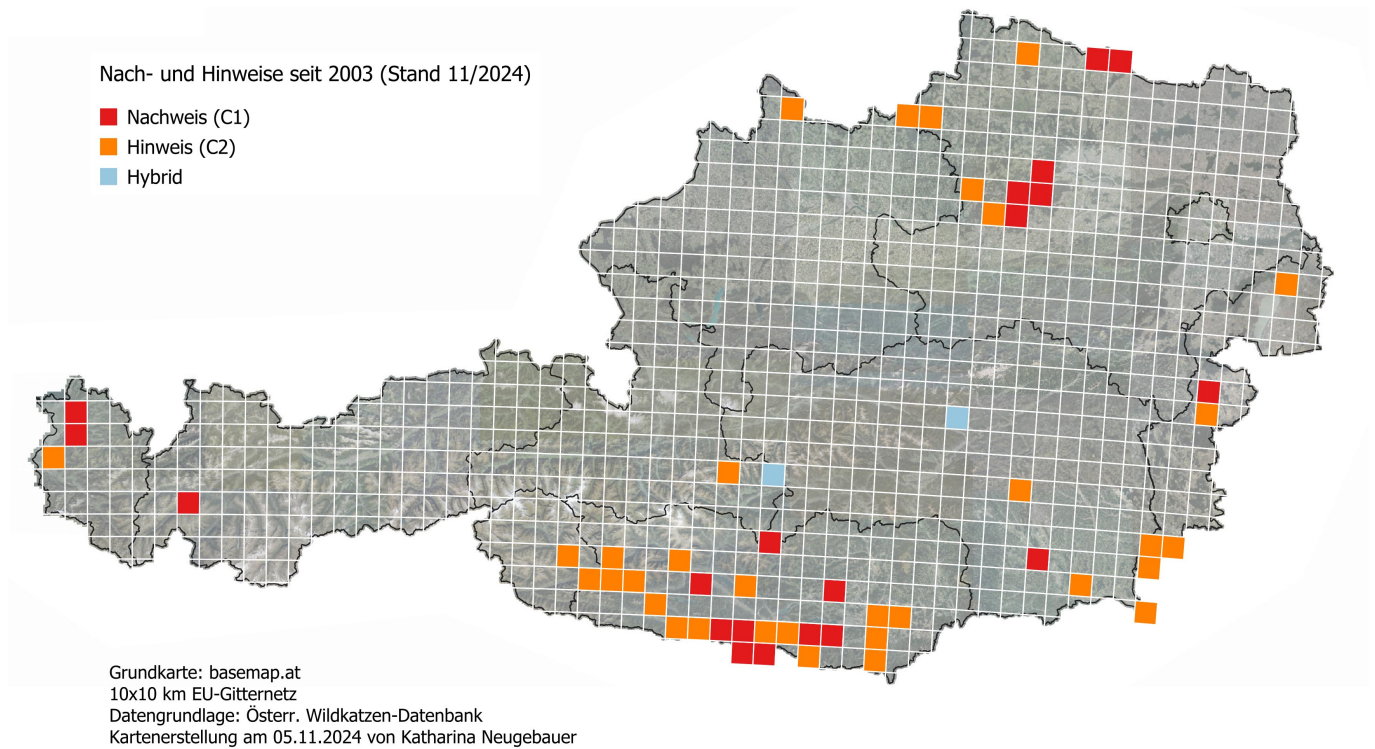 Nach- und Hinweise seit 2003 (Stand 11/2024)
Nachweis (C1)
Hinweis (C2)
Hybrid
Grundkarte: basemap.at
10x10 km EU-Gitternetz
Datengrundlage: Österr. Wildkatzen-Datenbank
Kartenerstellung am 05.11.2024 von Katharina Neugebauer